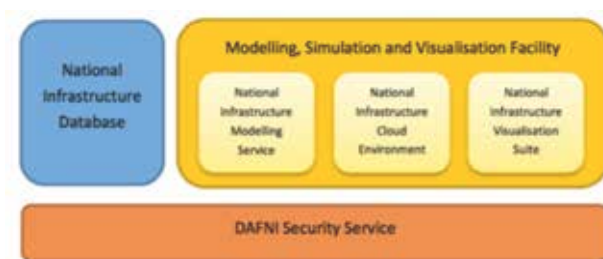 National
Infrastructure
Database
Modelling, Simulation and Visualisation Facility
National
Infrastructure
Modelling
Service
National
Infrastructure
Cloud
Environment
National
Infrastructure
Visualisation
Suite
DAFNI Security Service